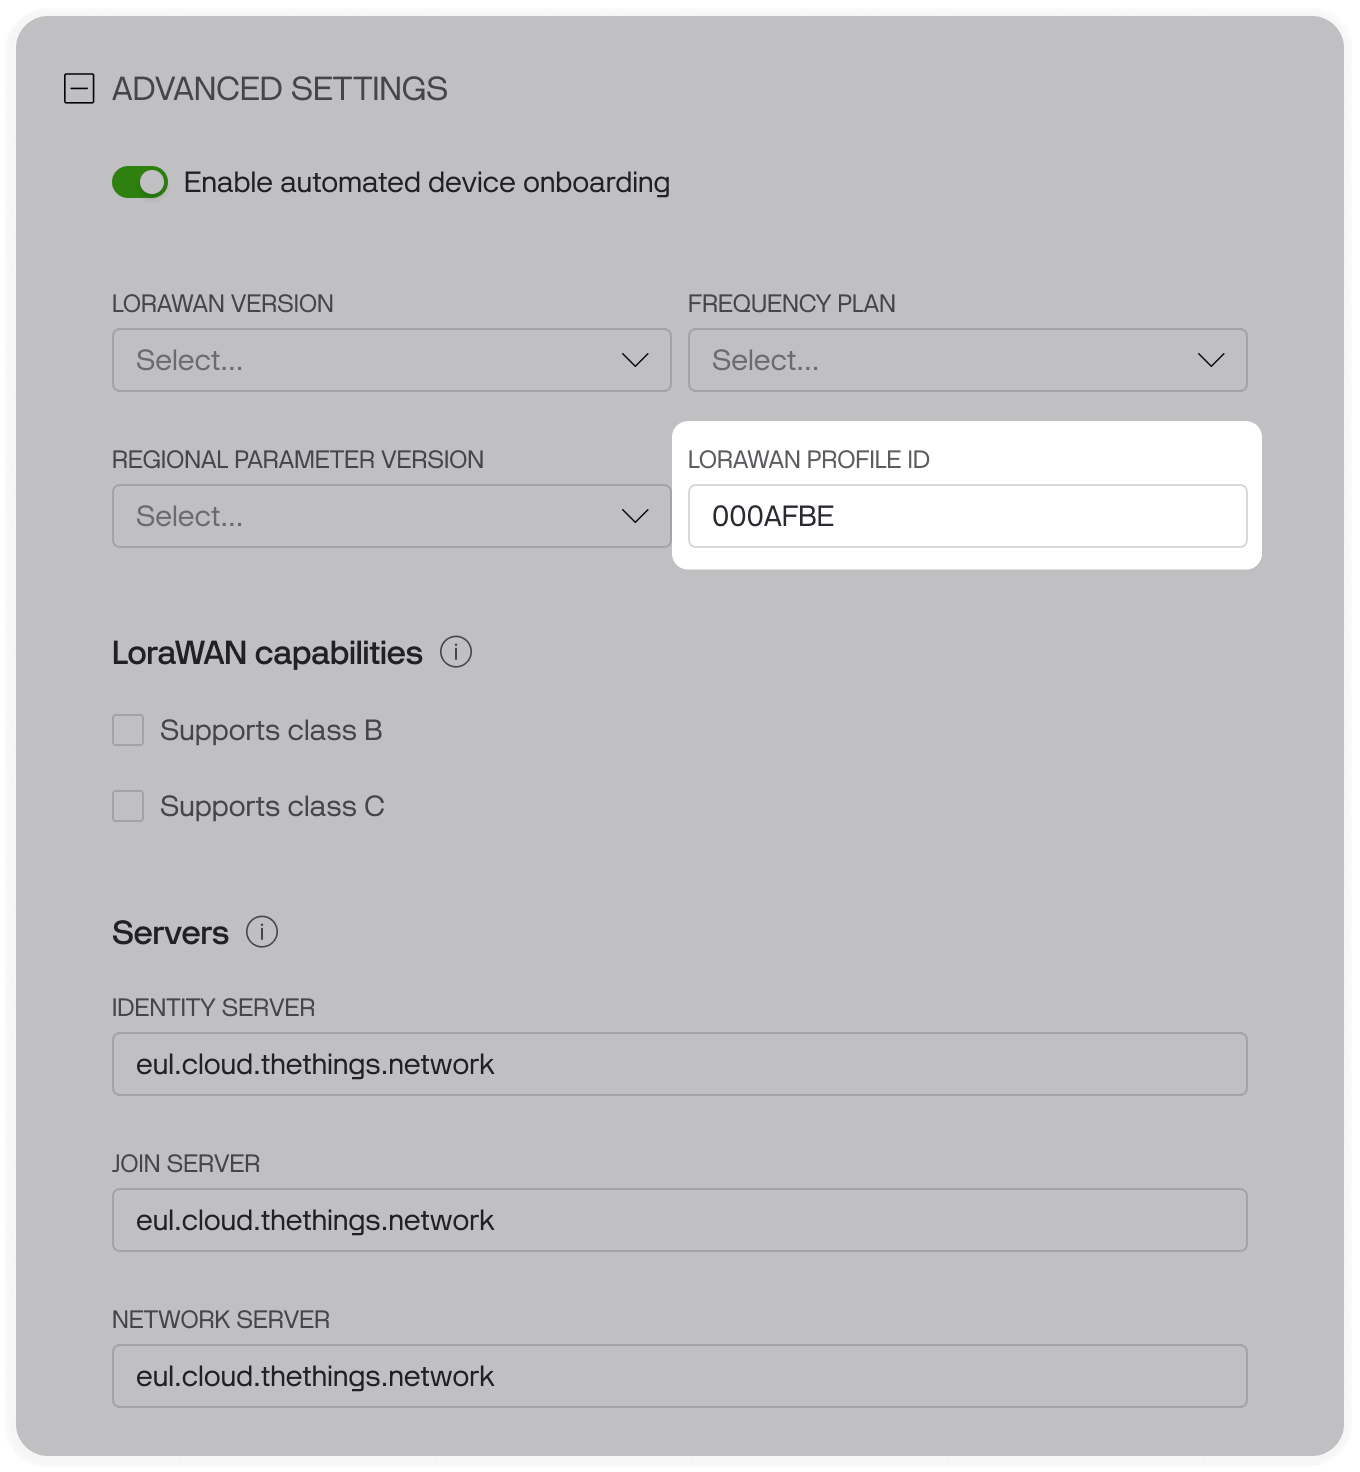 ADVANCED SETTINGS
Enable automated device onboarding
LORAWAN VERSION
FREQUENCY PLAN
Select...
Select...
REGIONAL PARAMETER VERSION
LORAWAN PROFILE ID
Select...
000AFBE
LoraWAN capabilities
Supports class B
Supports class C
Servers
IDENTITY SERVER
eul.cloud.thethings.network
JOIN SERVER
eul.cloud.thethings.network
NETWORK SERVER
eul.cloud.thethings.network